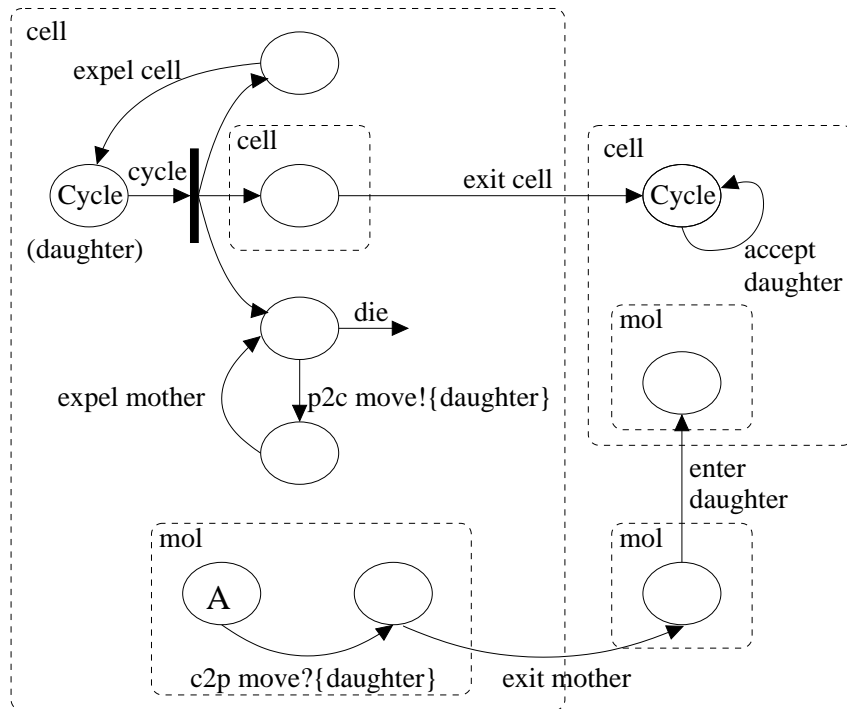 cell
expel cell
cell
cell
cycle
Cycle
exit cell
Cycle
(daughter)
accept
daughter
die
mol
expel mother
p2c move!{daughter}
enter
daughter
mol
mol
A
c2p move?{daughter}
exit mother